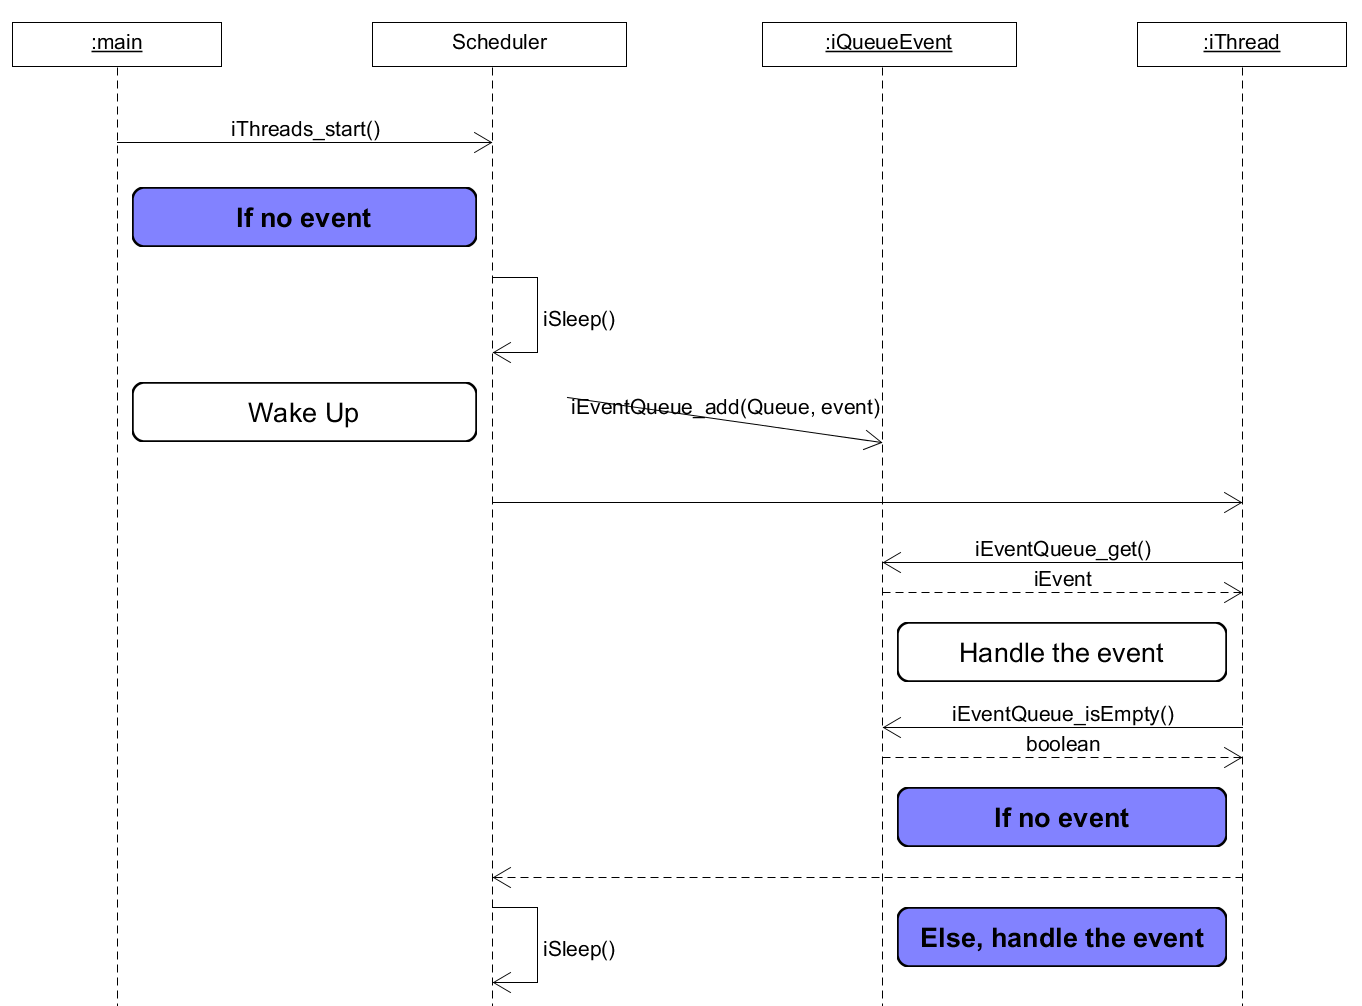 :main
Scheduler
:iQueueEvent
:iThread
iThreads_start()
If no event
iSleep()
Wake Up
iEventQueue_add(Queue, event)
iEventQueue_get()
iEvent
Handle the event
iEventQueue_isEmpty()
boolean
If no event
Else, handle the event
iSleep()